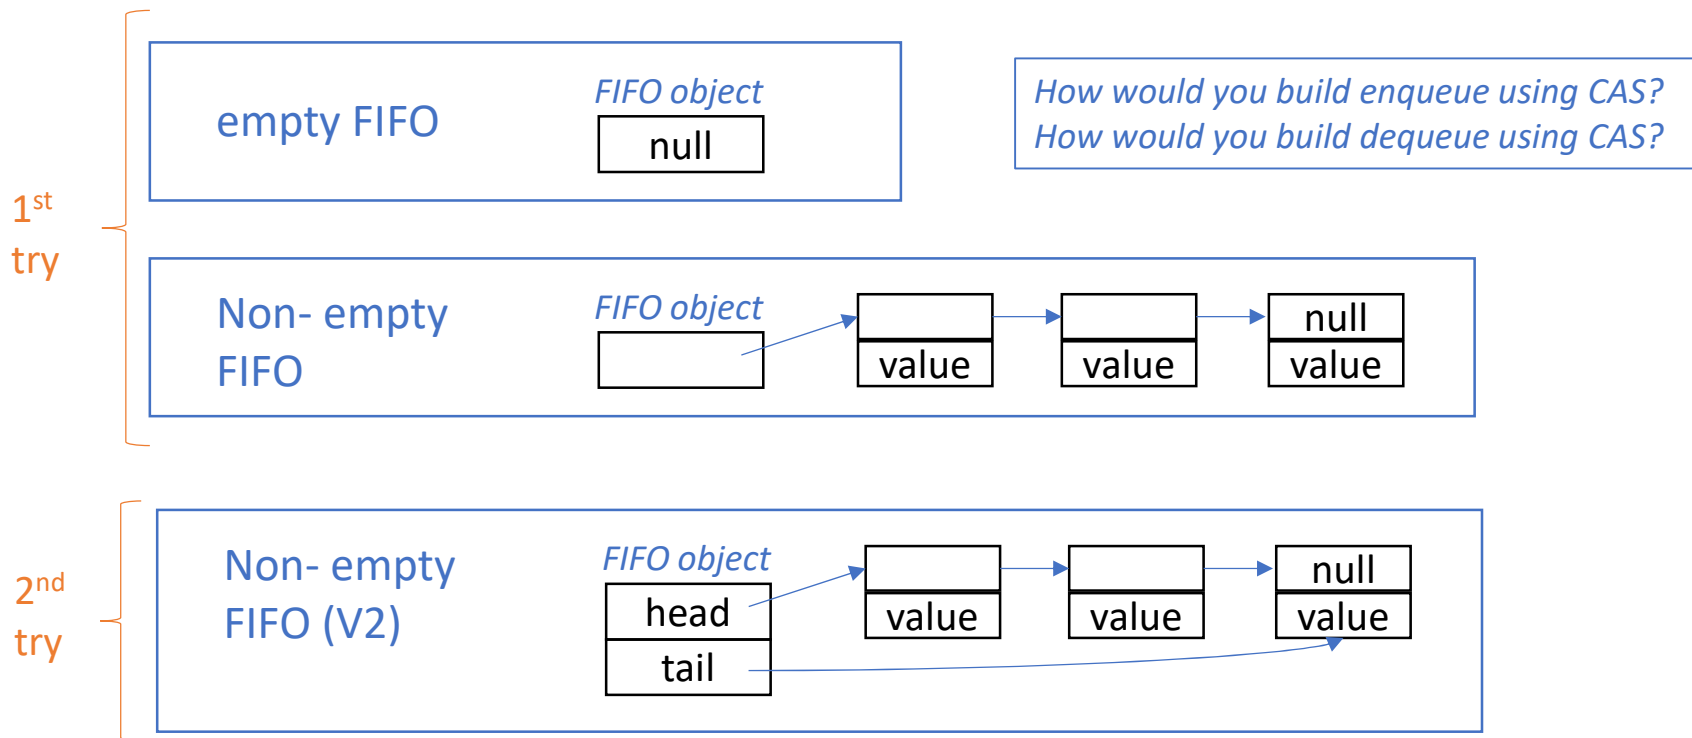 1st
try
empty FIFO
FIFO object
null
How would you build enqueue using CAS?
How would you build dequeue using CAS?
Non- empty
FIFO
FIFO object
value
value
null
value
2nd
try
Non- empty
FIFO (V2)
FIFO object
head
tail
value
value
null
value